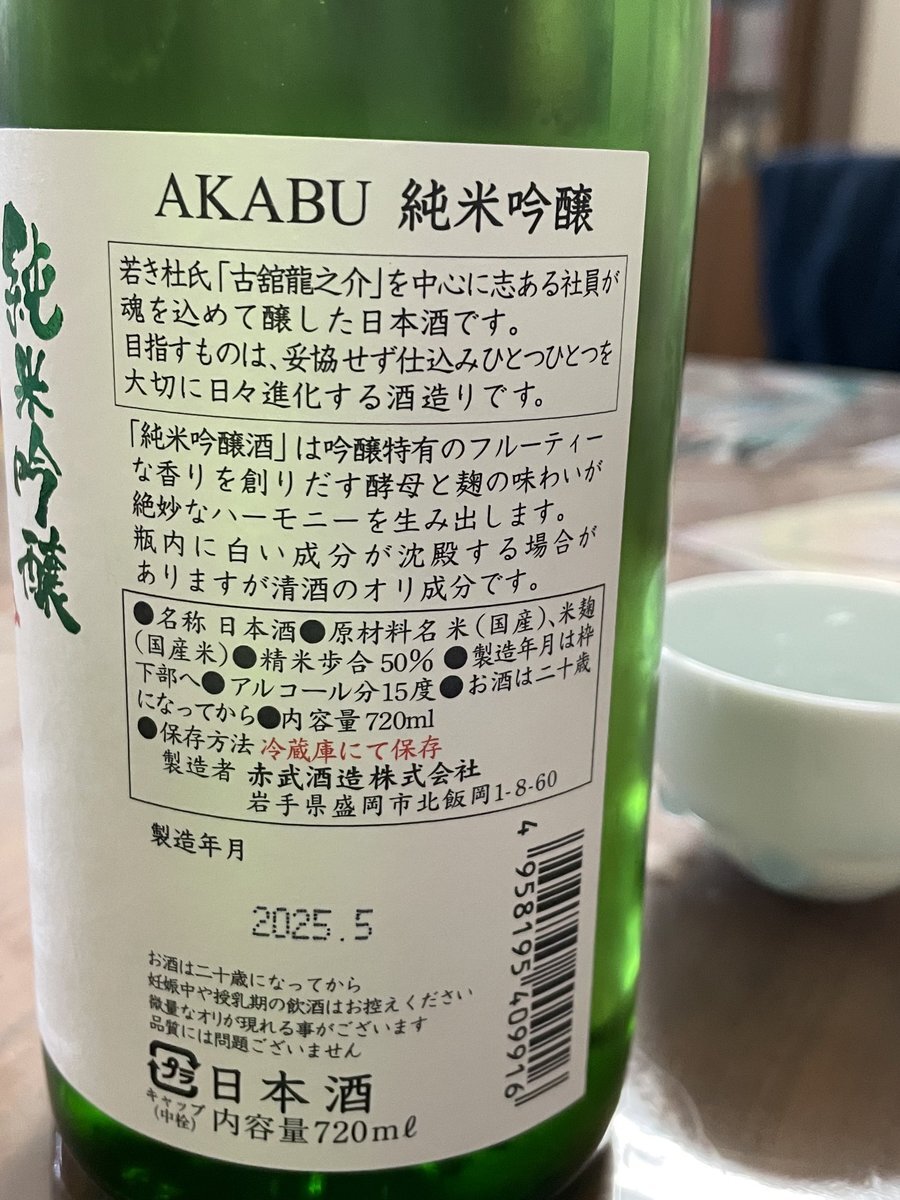 純米吟醸
AKABU 純米吟醸
若き杜氏「古舘龍之介」を中心に志ある社員が
魂を込めて醸した日本酒です。
目指すものは、妥協せず仕込みひとつひとつを
大切に日々進化する酒造りです。
「純米吟醸酒」は吟醸特有のフルーティー
な香りを創りだす酵母と麹の味わいが
絶妙なハーモニーを生み出します。
瓶内に白い成分が沈殿する場合が
ありますが清酒のオリ成分です。
●名称 日本酒●原材料名 米(国産)、米麹
(国産米)●精米歩合50% ●製造年月は枠
下部へ●アルコール分15度●お酒は二十歳
になってから●内容量720ml
●保存方法 冷蔵庫にて保存
製造者 赤武酒造株式会社
岩手県盛岡市北飯岡1-8-60
製造年月
2025.5
お酒は二十歳になってから
妊娠中や授乳期の飲酒はお控えください
微量なオリが現れる事がございます
品質には問題ございません
プラ
キャップ
(中栓)
日本酒
内容量720mℓ
4 958195 409916